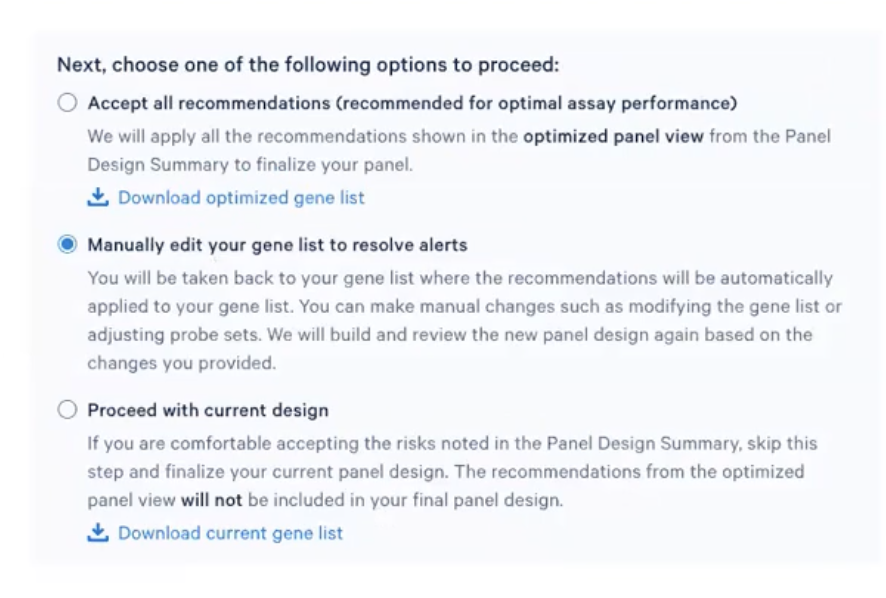 Next, choose one of the following options to proceed:
Accept all recommendations (recommended for optimal assay performance)
We will apply all the recommendations shown in the optimized panel view from the Panel
Design Summary to finalize your panel.
Download optimized gene list
Manually edit your gene list to resolve alerts
You will be taken back to your gene list where the recommendations will be automatically
applied to your gene list. You can make manual changes such as modifying the gene list or
adjusting probe sets. We will build and review the new panel design again based on the
changes you provided.
Proceed with current design
If you are comfortable accepting the risks noted in the Panel Design Summary, skip this
step and finalize your current panel design. The recommendations from the optimized
panel view will not be included in your final panel design.
Download current gene list